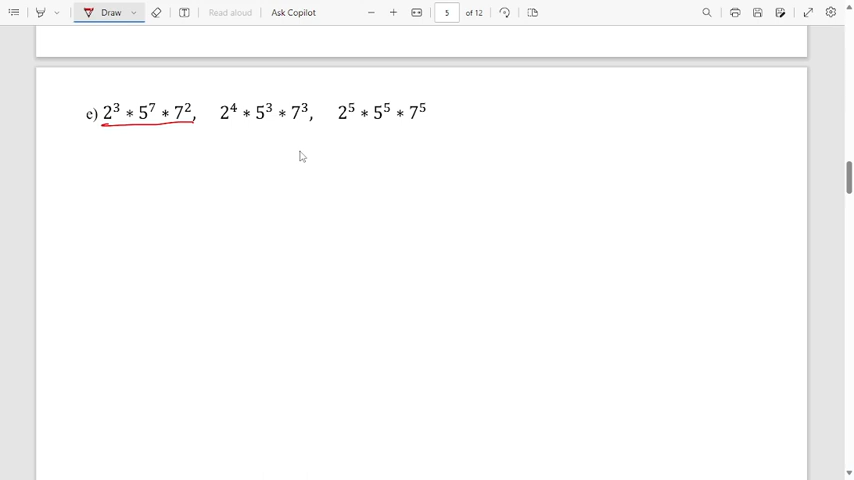 Draw Read aloud Ask Copilot 5 of 12
e) 2³ * 5⁷ * 7², 2⁴ * 5³ * 7³, 2⁵ * 5⁵ * 7⁵